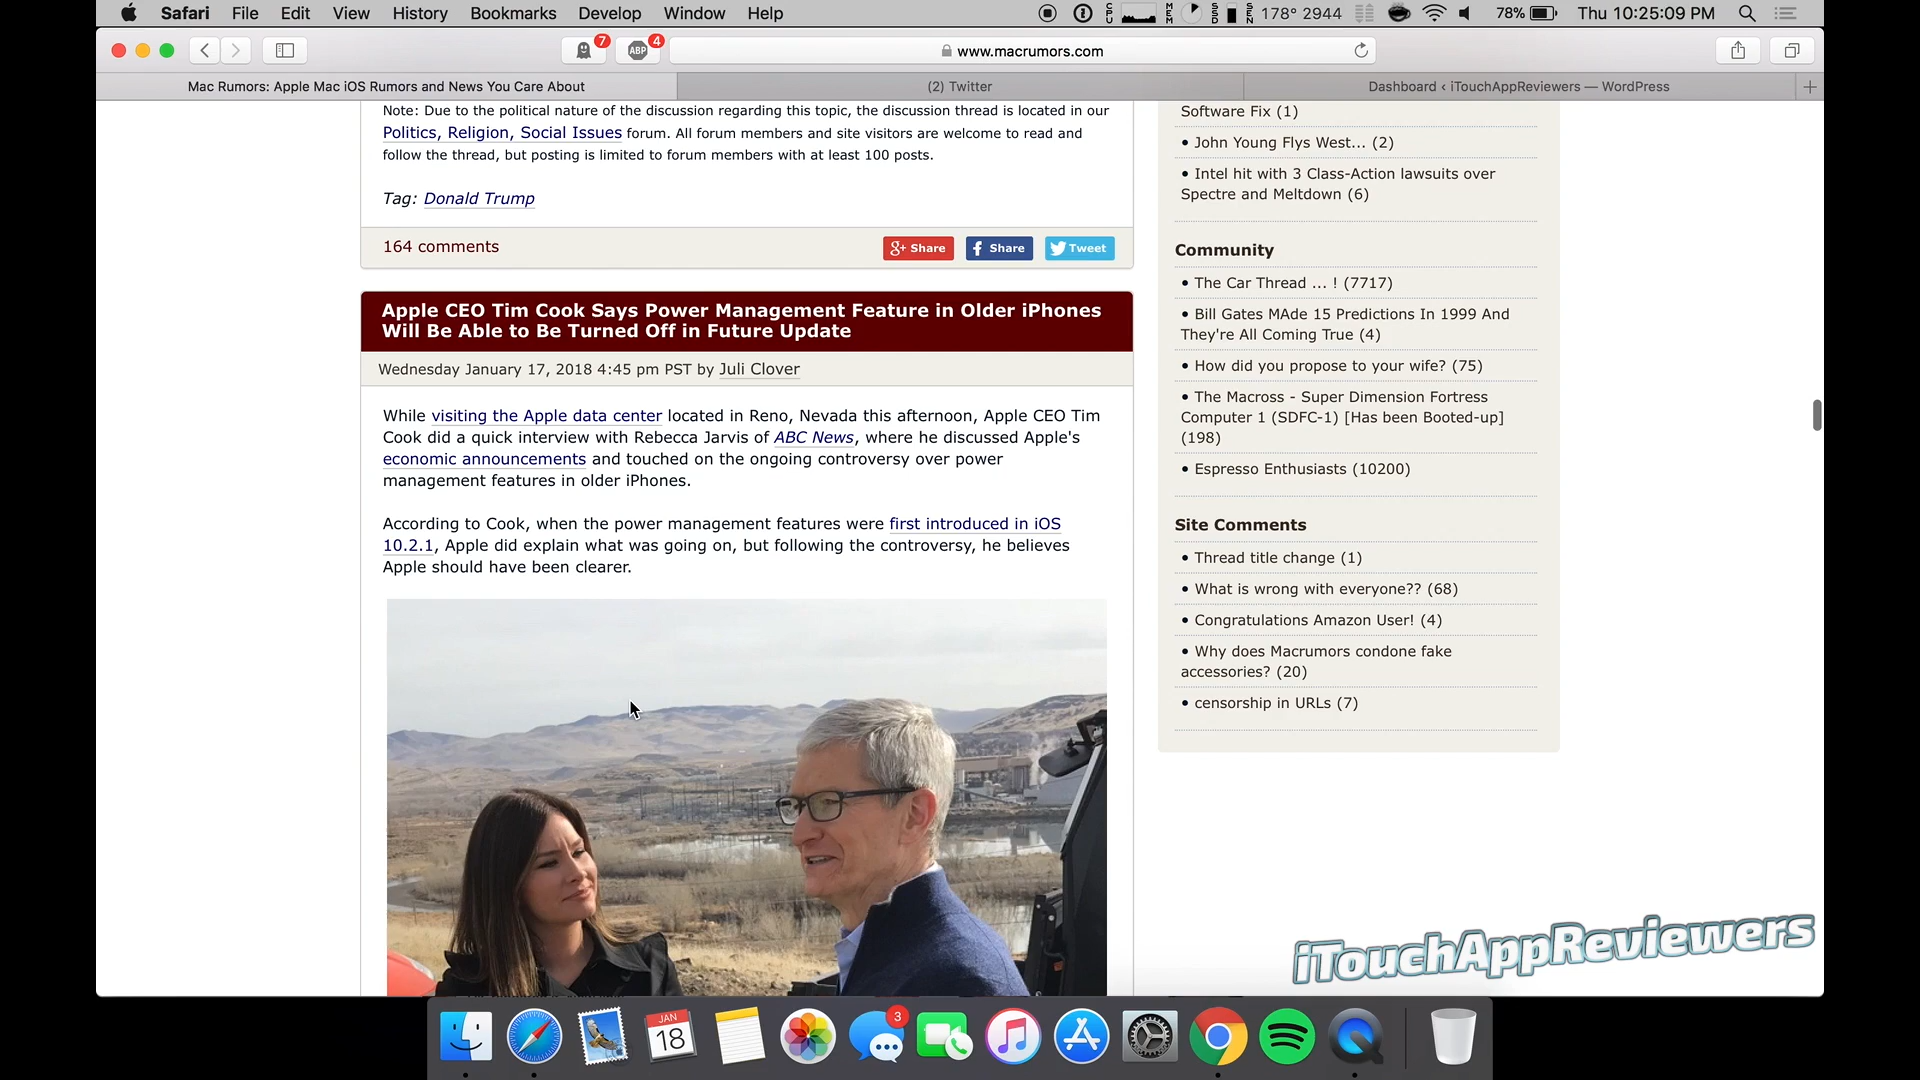 Safari File Edit View History Bookmarks Develop Window Help
CPU MEM SSD SEN 178° 2944 78% Thu 10:25:09 PM
7 ABP 4 www.macrumors.com
Mac Rumors: Apple Mac iOS Rumors and News You Care About (2) Twitter Dashboard ‹ iTouchAppReviewers — WordPress
Note: Due to the political nature of the discussion regarding this topic, the discussion thread is located in our
Politics, Religion, Social Issues forum. All forum members and site visitors are welcome to read and
follow the thread, but posting is limited to forum members with at least 100 posts.
Tag: Donald Trump
164 comments
g+ Share f Share Tweet
Apple CEO Tim Cook Says Power Management Feature in Older iPhones
Will Be Able to Be Turned Off in Future Update
Wednesday January 17, 2018 4:45 pm PST by Juli Clover
While visiting the Apple data center located in Reno, Nevada this afternoon, Apple CEO Tim
Cook did a quick interview with Rebecca Jarvis of ABC News, where he discussed Apple's
economic announcements and touched on the ongoing controversy over power
management features in older iPhones.
According to Cook, when the power management features were first introduced in iOS
10.2.1, Apple did explain what was going on, but following the controversy, he believes
Apple should have been clearer.
Software Fix (1)
• John Young Flys West... (2)
• Intel hit with 3 Class-Action lawsuits over
Spectre and Meltdown (6)
Community
• The Car Thread ... ! (7717)
• Bill Gates MAde 15 Predictions In 1999 And
They're All Coming True (4)
• How did you propose to your wife? (75)
• The Macross - Super Dimension Fortress
Computer 1 (SDFC-1) [Has been Booted-up]
(198)
• Espresso Enthusiasts (10200)
Site Comments
• Thread title change (1)
• What is wrong with everyone?? (68)
• Congratulations Amazon User! (4)
• Why does Macrumors condone fake
accessories? (20)
• censorship in URLs (7)
iTouchAppReviewers
JAN
18
3